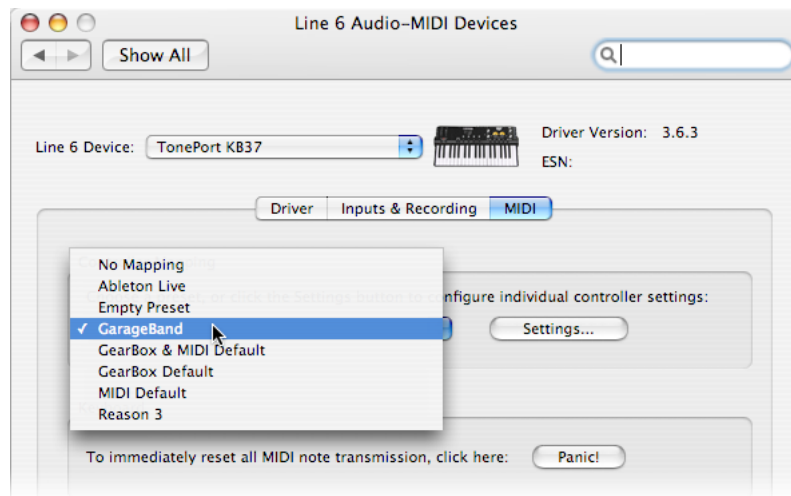 Line 6 Audio-MIDI Devices
Show All
Line 6 Device: TonePort KB37
Driver Version: 3.6.3
ESN:
Driver Inputs & Recording MIDI
No Mapping
Ableton Live
Empty Preset
nfigure individual controller settings:
✓ GarageBand
Settings...
GearBox & MIDI Default
GearBox Default
MIDI Default
Reason 3
To immediately reset all MIDI note transmission, click here: Panic!